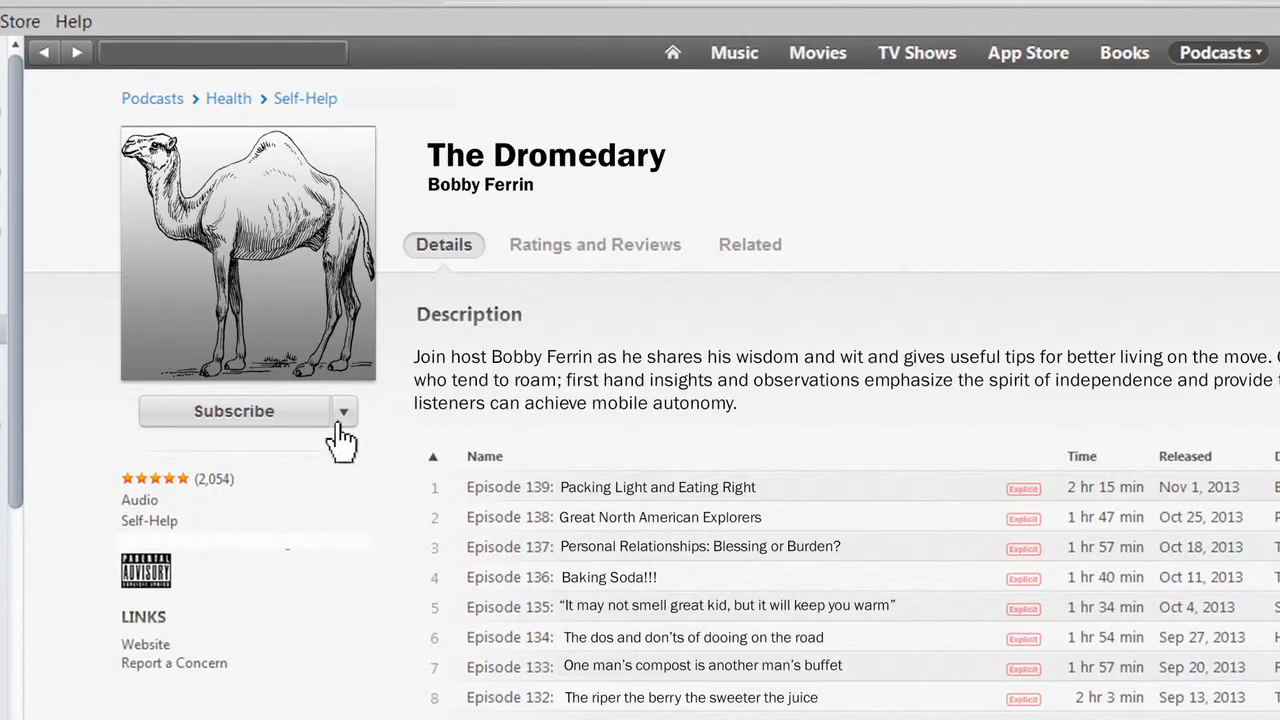 Store Help
Music Movies TV Shows App Store Books Podcasts
Podcasts > Health > Self-Help
The Dromedary
Bobby Ferrin
Details Ratings and Reviews Related
Description
Join host Bobby Ferrin as he shares his wisdom and wit and gives useful tips for better living on the move.
who tend to roam; first hand insights and observations emphasize the spirit of independence and provide
listeners can achieve mobile autonomy.
Subscribe
(2,054)
Audio
Self-Help
PARENTAL
ADVISORY
EXPLICIT LYRICS
LINKS
Website
Report a Concern
Name Time Released
1 Episode 139: Packing Light and Eating Right Explicit 2 hr 15 min Nov 1, 2013
2 Episode 138: Great North American Explorers Explicit 1 hr 47 min Oct 25, 2013
3 Episode 137: Personal Relationships: Blessing or Burden? Explicit 1 hr 57 min Oct 18, 2013
4 Episode 136: Baking Soda!!! Explicit 1 hr 40 min Oct 11, 2013
5 Episode 135: “It may not smell great kid, but it will keep you warm” Explicit 1 hr 34 min Oct 4, 2013
6 Episode 134: The dos and don’ts of dooing on the road Explicit 1 hr 54 min Sep 27, 2013
7 Episode 133: One man’s compost is another man’s buffet Explicit 1 hr 57 min Sep 20, 2013
8 Episode 132: The riper the berry the sweeter the juice Explicit 2 hr 3 min Sep 13, 2013